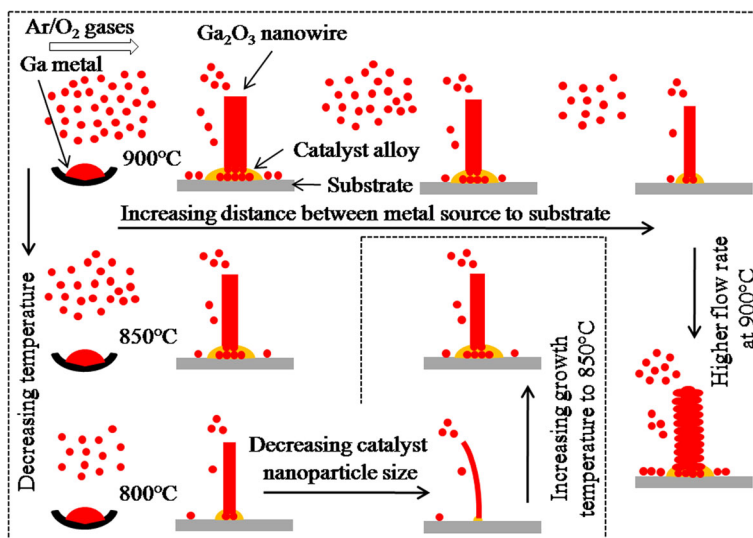 Ar/O₂ gases
Ga metal
Ga₂O₃ nanowire
900°C
Catalyst alloy
Substrate
Increasing distance between metal source to substrate
Decreasing temperature
850°C
Higher flow rate
at 900°C
800°C
Decreasing catalyst
nanoparticle size
Increasing growth
temperature to 850°C